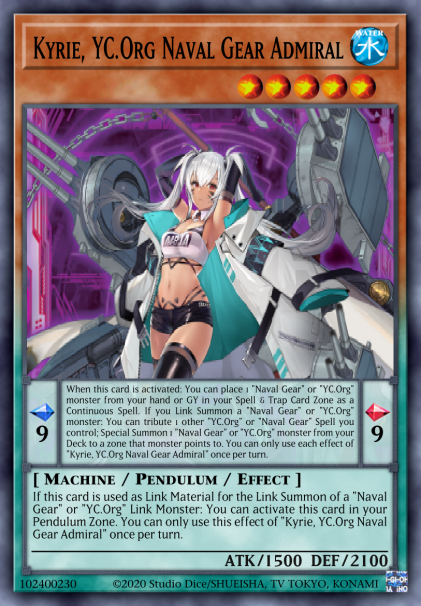 Kyrie, YC.Org Naval Gear Admiral
WATER
水
When this card is activated: You can place 1 "Naval Gear" or "YC.Org"
monster from your hand or GY in your Spell & Trap Card Zone as a
Continuous Spell. If you Link Summon a "Naval Gear" or "YC.Org"
monster: You can tribute 1 other "YC.Org" or "Naval Gear" Spell you
control; Special Summon 1 "Naval Gear" or "YC.Org" monster from your
Deck to a zone that monster points to. You can only use each effect of
"Kyrie, YC.Org Naval Gear Admiral" once per turn.
9
9
[ Machine / Pendulum / Effect ]
If this card is used as Link Material for the Link Summon of a "Naval
Gear" or "YC.Org" Link Monster: You can activate this card in your
Pendulum Zone. You can only use this effect of "Kyrie, YC.Org Naval
Gear Admiral" once per turn.
ATK/1500 DEF/2100
102400230
©2020 Studio Dice/SHUEISHA, TV TOKYO, KONAMI